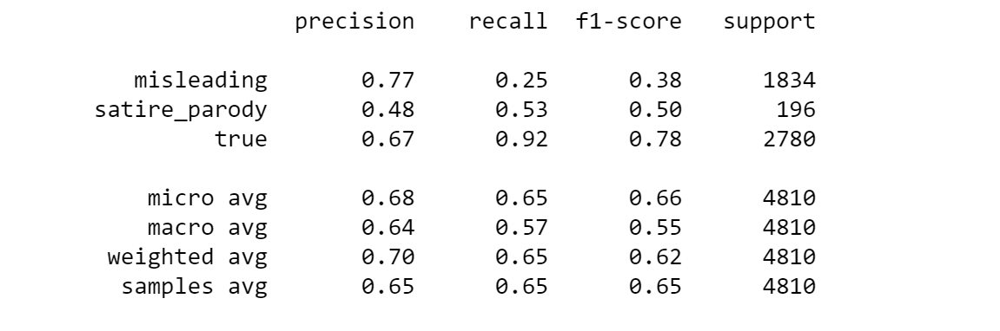 precision recall f1-score support
misleading 0.77 0.25 0.38 1834
satire_parody 0.48 0.53 0.50 196
true 0.67 0.92 0.78 2780
micro avg 0.68 0.65 0.66 4810
macro avg 0.64 0.57 0.55 4810
weighted avg 0.70 0.65 0.62 4810
samples avg 0.65 0.65 0.65 4810